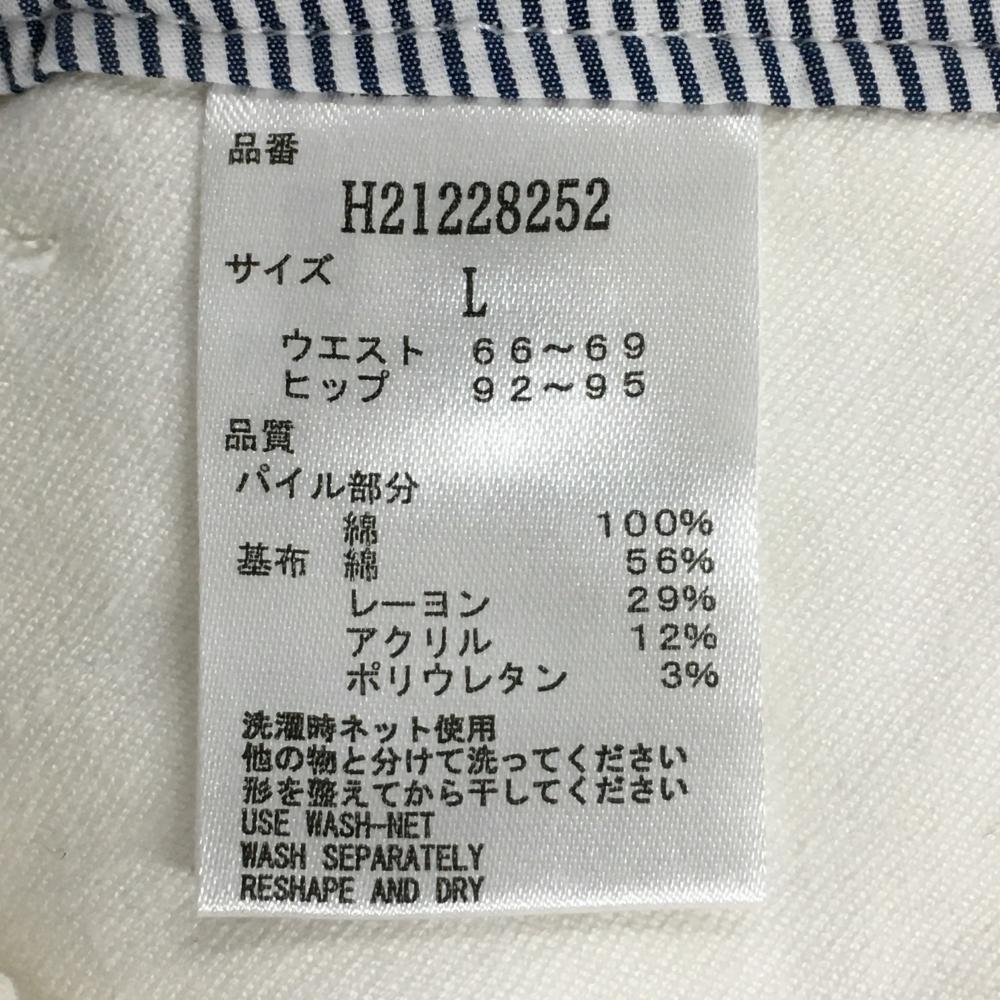 品番
H21228252
サイズ
L
ウエスト 66～69
ヒップ 92～95
品質
パイル部分
綿 100%
基布 綿 56%
レーヨン 29%
アクリル 12%
ポリウレタン 3%
洗濯時ネット使用
他の物と分けて洗ってください
形を整えてから干してください
USE WASH-NET
WASH SEPARATELY
RESHAPE AND DRY